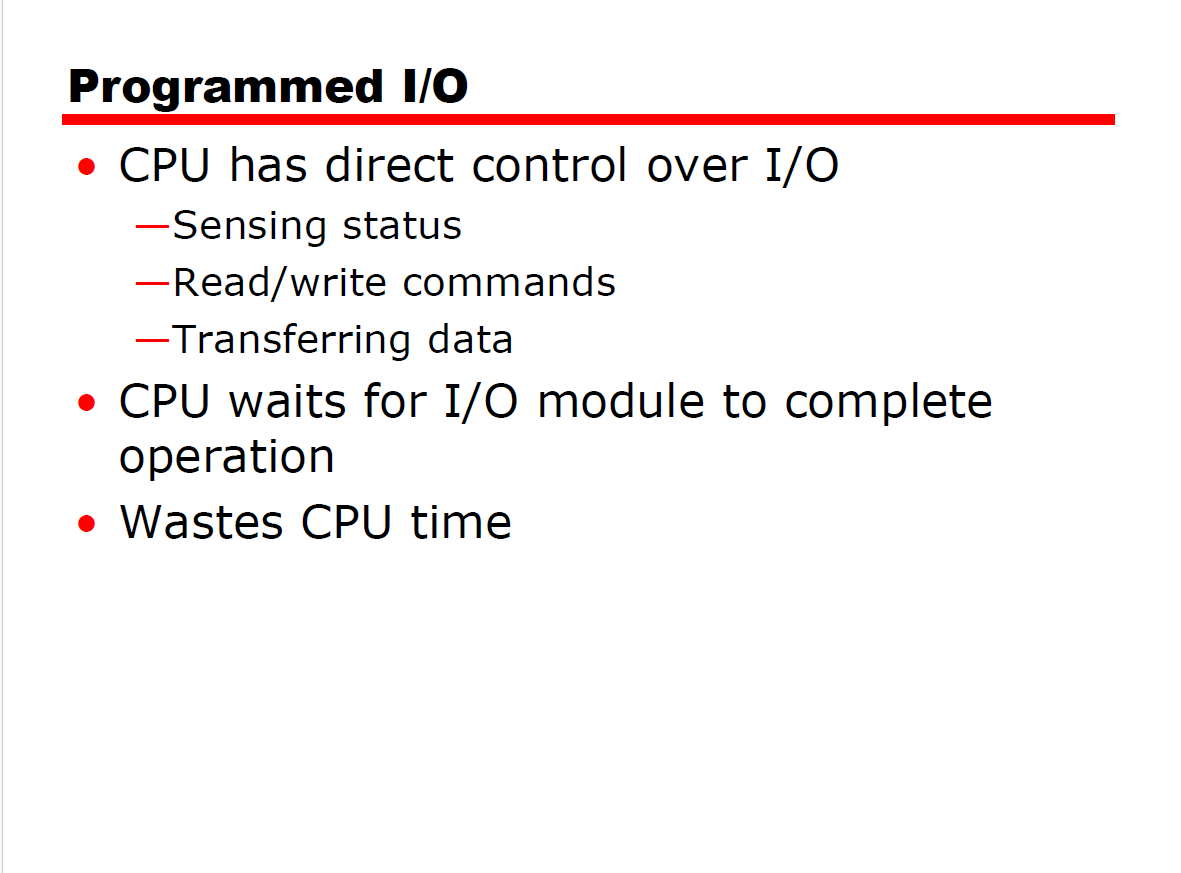 Programmed I/O
• CPU has direct control over I/O
—Sensing status
—Read/write commands
—Transferring data
• CPU waits for I/O module to complete
operation
• Wastes CPU time